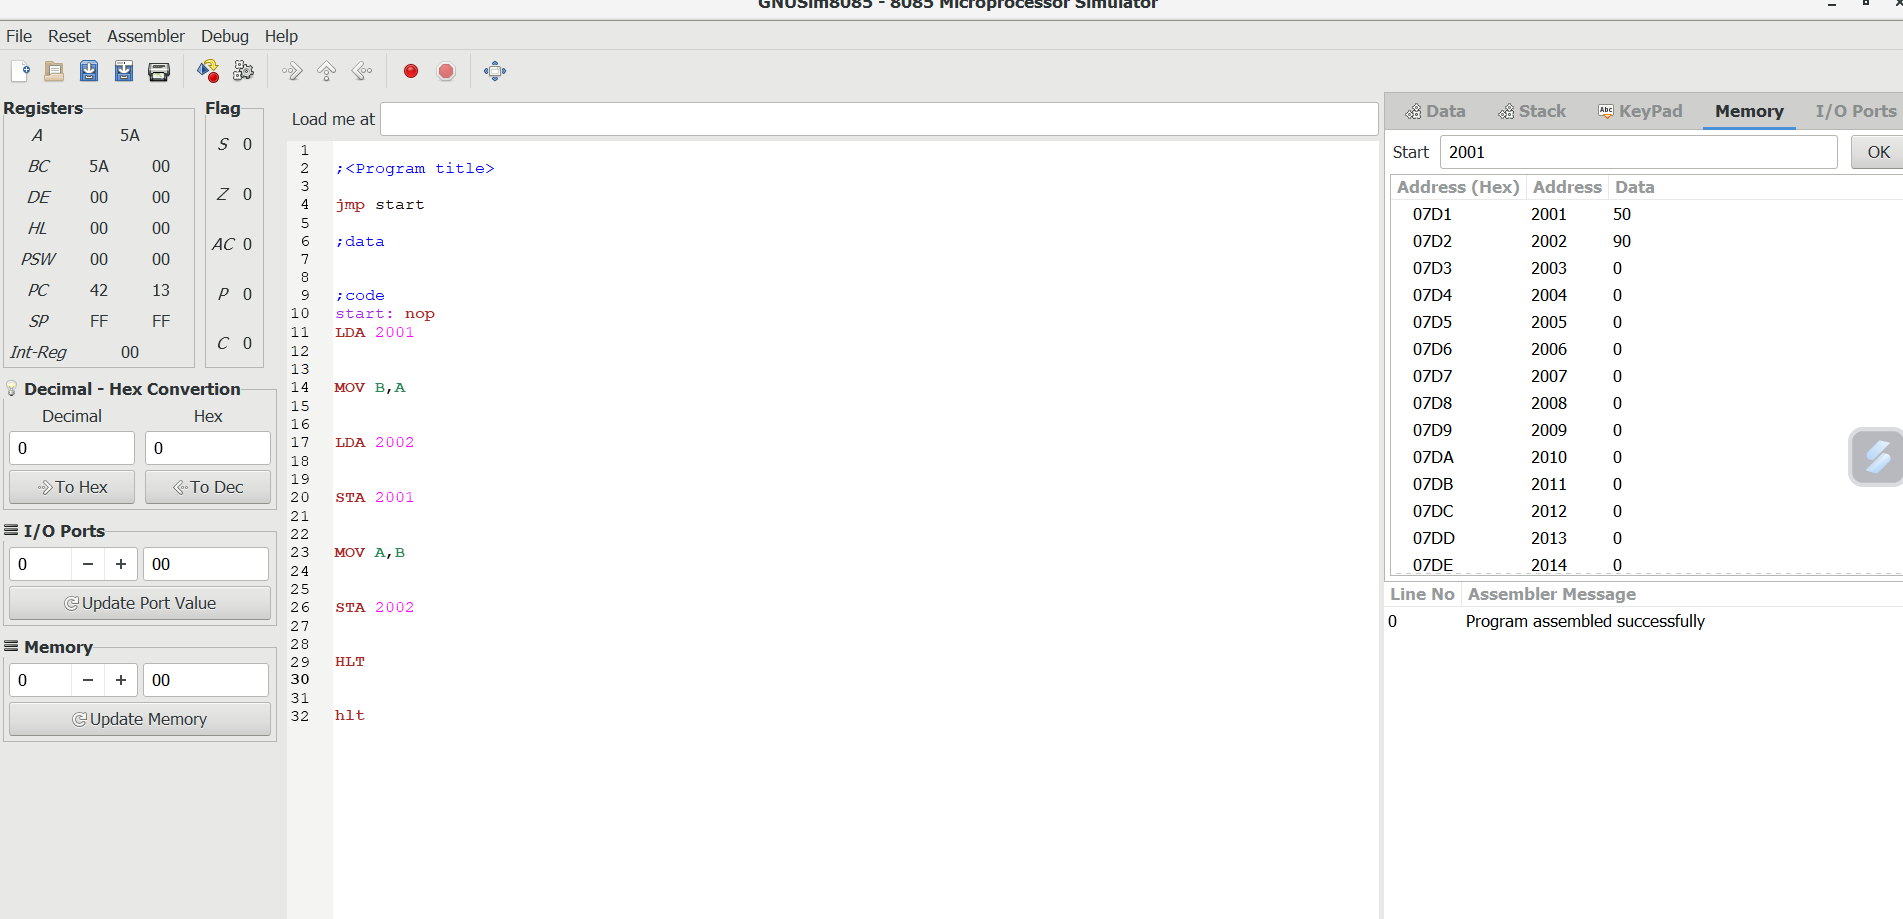 GNUSim8085 - 8085 Microprocessor Simulator
File Reset Assembler Debug Help
Registers
A 5A
BC 5A 00
DE 00 00
HL 00 00
PSW 00 00
PC 42 13
SP FF FF
Int-Reg 00
Flag
S 0
Z 0
AC 0
P 0
C 0
Decimal - Hex Convertion
Decimal Hex
0 0
To Hex To Dec
I/O Ports
0 − + 00
Update Port Value
Memory
0 − + 00
Update Memory
Load me at
1
2 ;<Program title>
3
4 jmp start
5
6 ;data
7
8
9 ;code
10 start: nop
11 LDA 2001
12
13
14 MOV B,A
15
16
17 LDA 2002
18
19
20 STA 2001
21
22
23 MOV A,B
24
25
26 STA 2002
27
28
29 HLT
30
31
32 hlt
Data Stack Abc KeyPad Memory I/O Ports
Start 2001 OK
Address (Hex) Address Data
07D1 2001 50
07D2 2002 90
07D3 2003 0
07D4 2004 0
07D5 2005 0
07D6 2006 0
07D7 2007 0
07D8 2008 0
07D9 2009 0
07DA 2010 0
07DB 2011 0
07DC 2012 0
07DD 2013 0
07DE 2014 0
Line No Assembler Message
0 Program assembled successfully